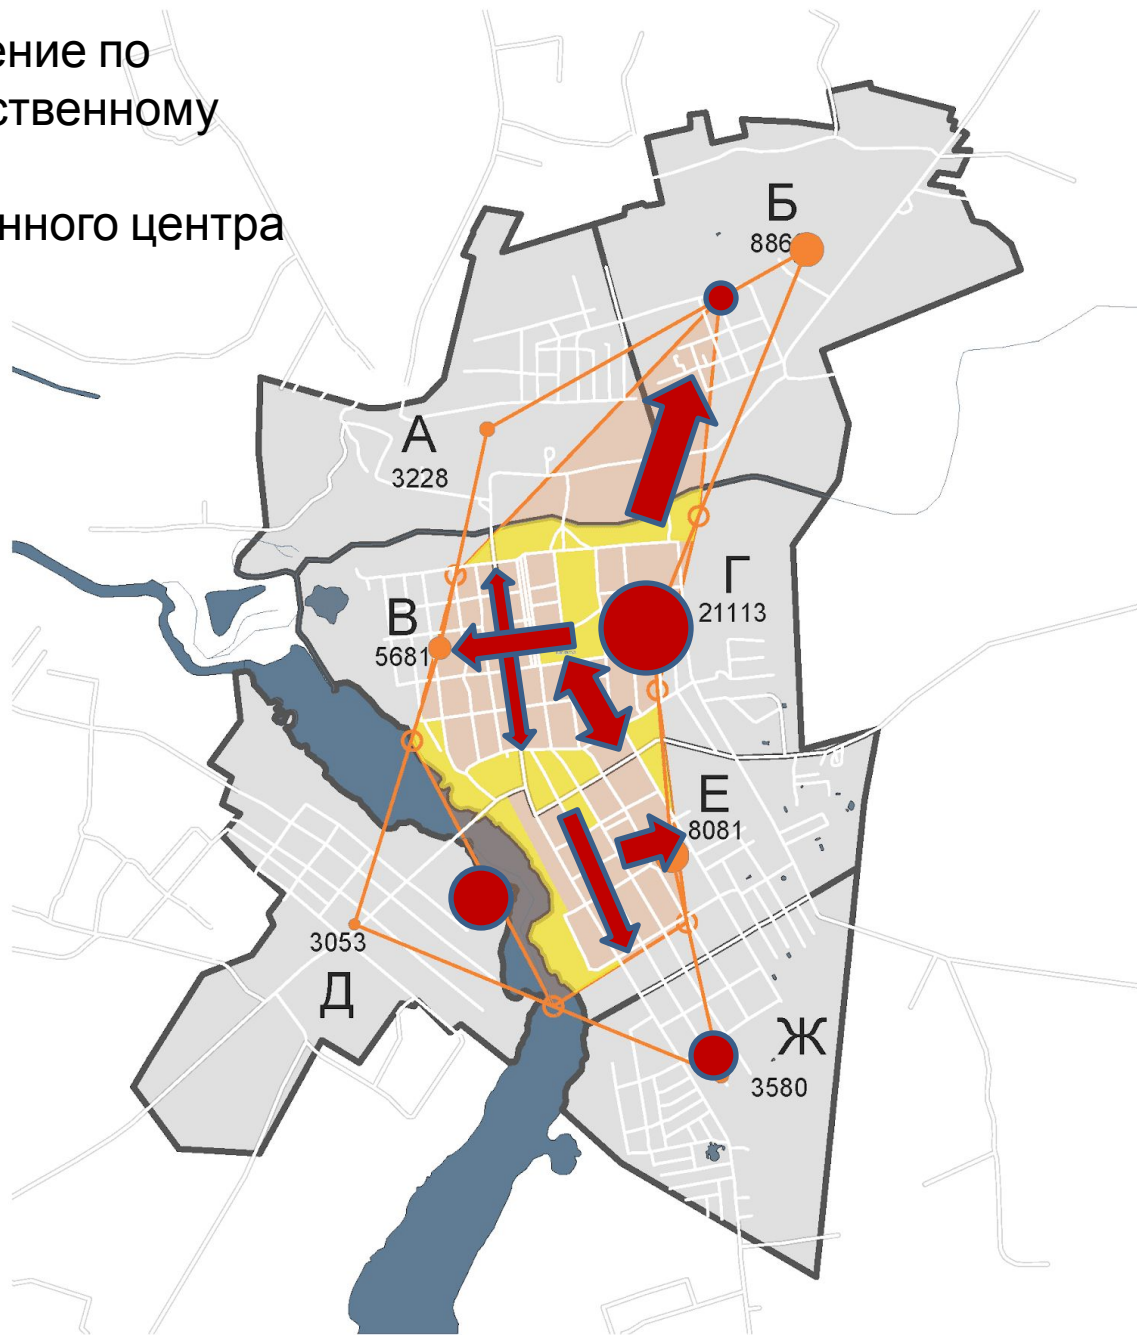 ение по
ственному
нного центра
Б
886
А
3228
Г
21113
В
5681
Е
8081
3053
Д
Ж
3580